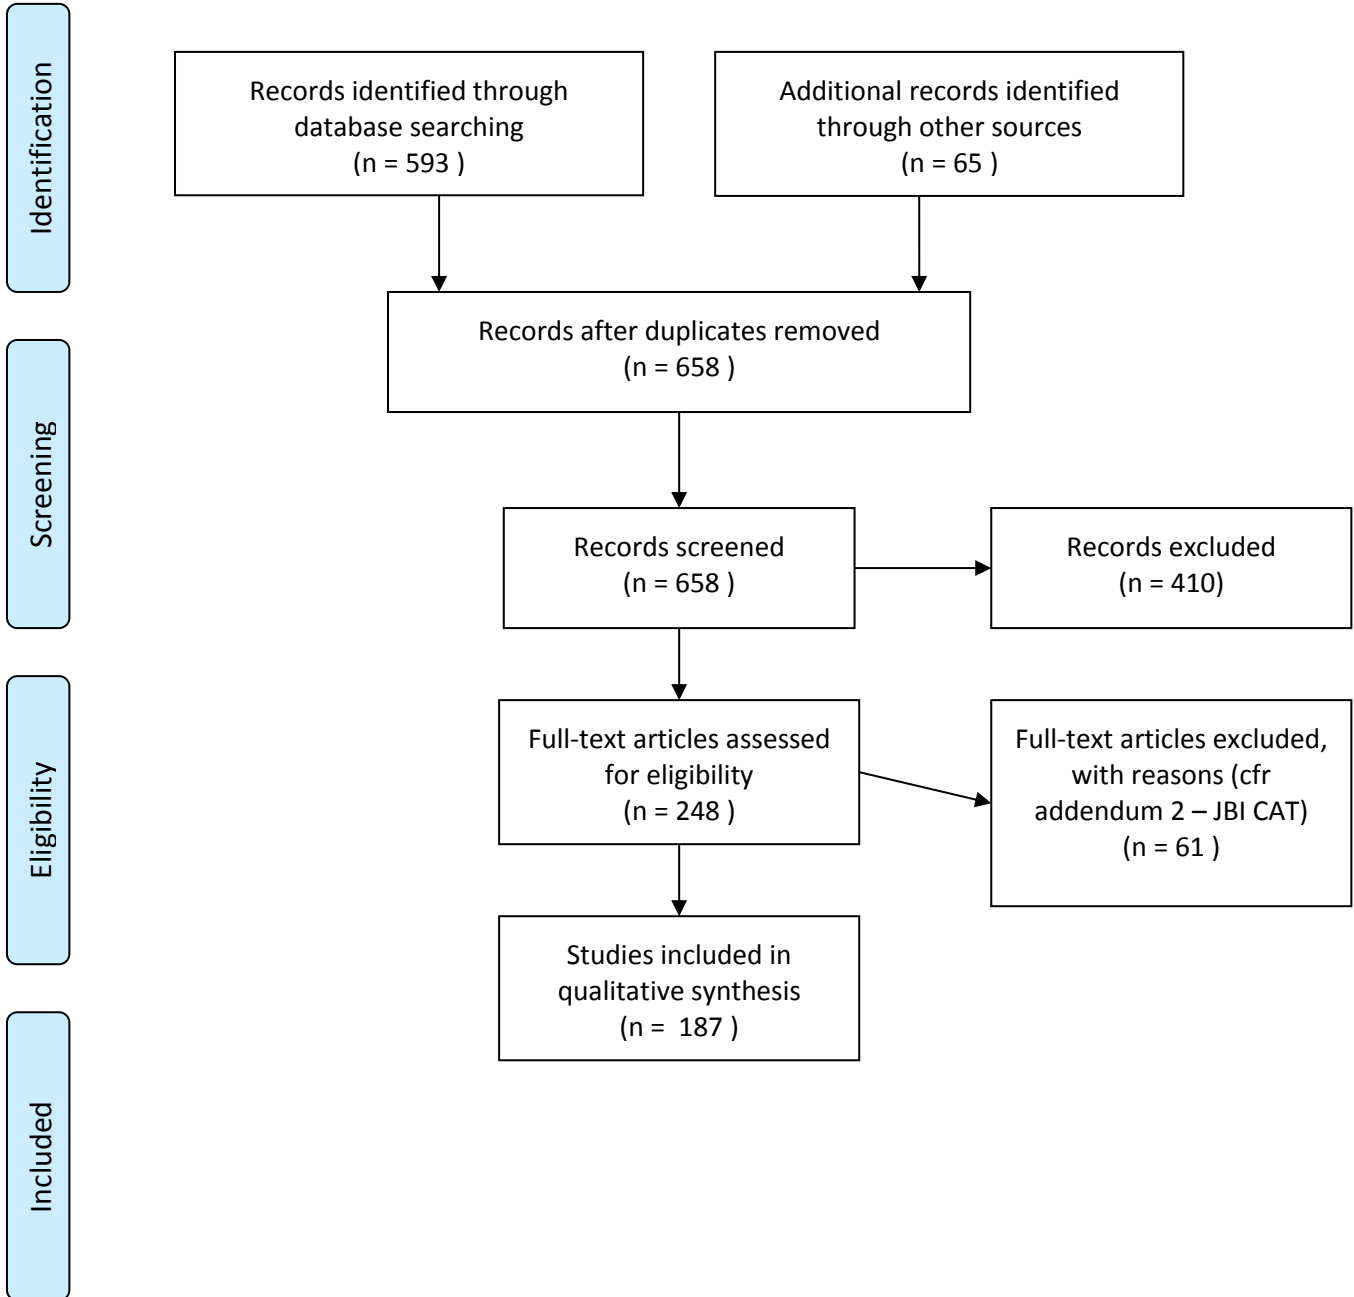 Identification
Records identified through
database searching
(n = 593 )
Additional records identified
through other sources
(n = 65 )
Records after duplicates removed
(n = 658 )
Screening
Records screened
(n = 658 )
Records excluded
(n = 410)
Eligibility
Full-text articles assessed
for eligibility
(n = 248 )
Full-text articles excluded,
with reasons (cfr
addendum 2 – JBI CAT)
(n = 61 )
Studies included in
qualitative synthesis
(n =  187 )
Included